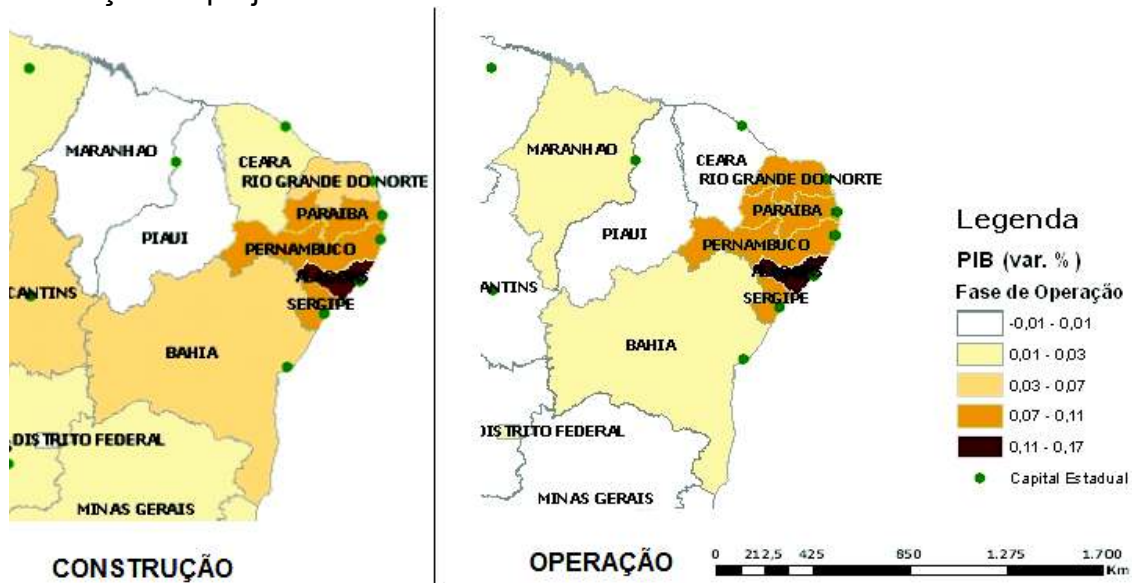 MARANHAO
CEARA
RIO GRANDE DO NORTE
PARAIBA
PIAUI
PERNAMBUCO
CANTINS
SERGIPE
BAHIA
DISTRITO FEDERAL
MINAS GERAIS
CONSTRUÇÃO
MARANHAO
CEARA
RIO GRANDE DO NORTE
PARAIBA
PIAUI
PERNAMBUCO
ANTINS
SERGIPE
BAHIA
DISTRITO FEDERAL
MINAS GERAIS
OPERAÇÃO
Legenda
PIB (var. %)
Fase de Operação
-0,01 - 0,01
0,01 - 0,03
0,03 - 0,07
0,07 - 0,11
0,11 - 0,17
Capital Estadual
0 212,5 425 850 1.275 1.700
Km